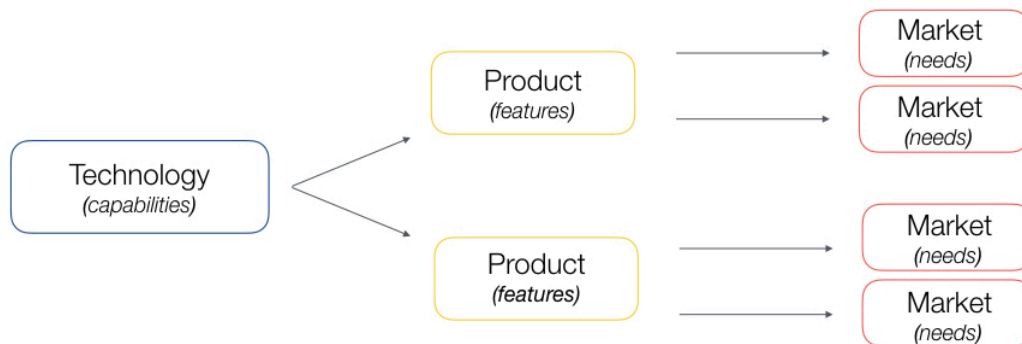 Technology
(capabilities)
Product
(features)
Product
(features)
Market
(needs)
Market
(needs)
Market
(needs)
Market
(needs)